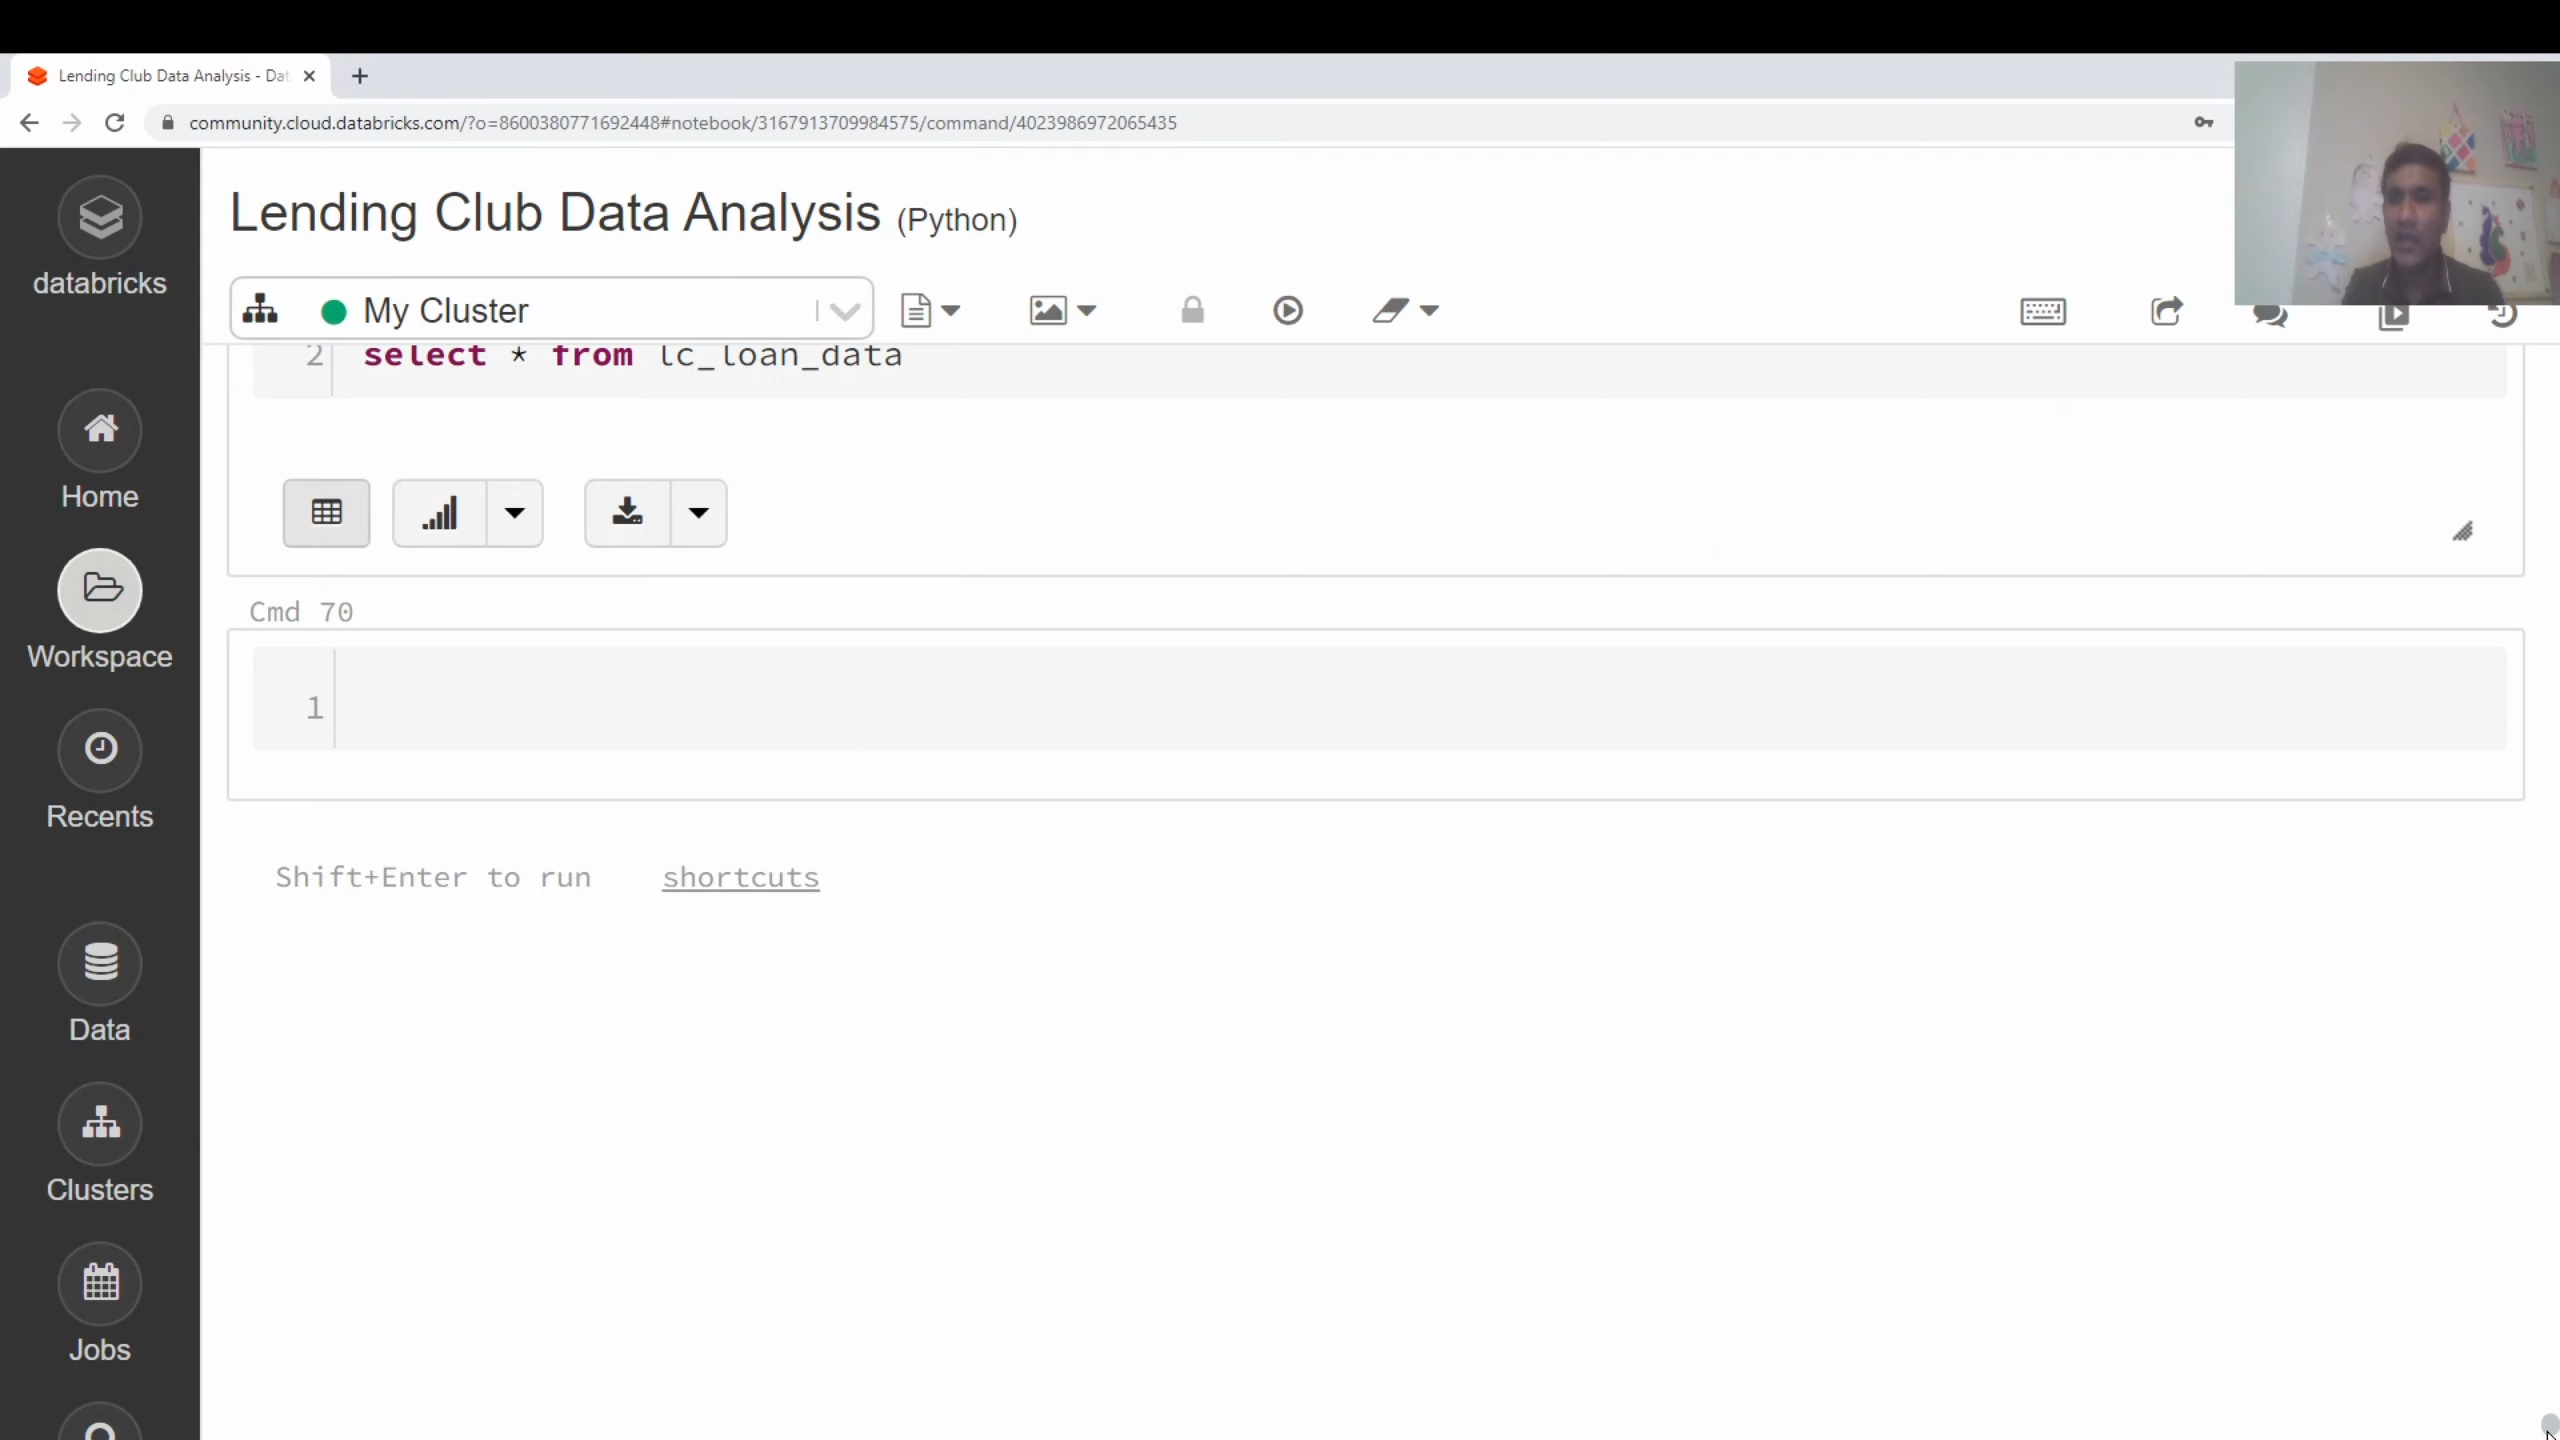 Lending Club Data Analysis - Dat
community.cloud.databricks.com/?o=8600380771692448#notebook/3167913709984575/command/4023986972065435
databricks
Home
Workspace
Recents
Data
Clusters
Jobs
Lending Club Data Analysis (Python)
My Cluster
2 select * from lc_loan_data
Cmd 70
1
Shift+Enter to run shortcuts